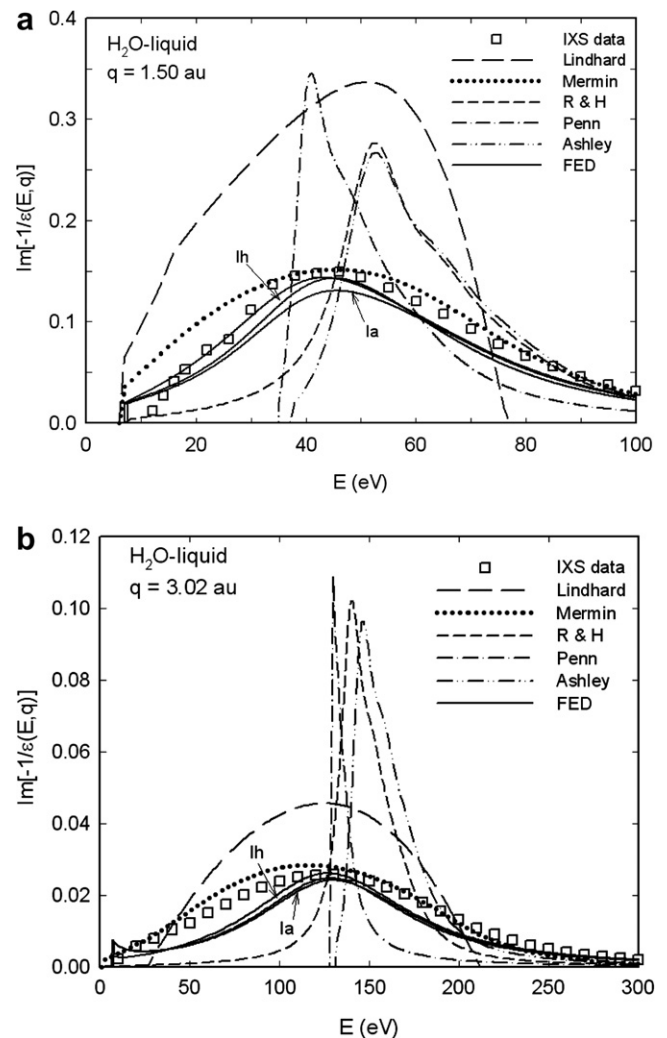 a
H₂O-liquid
q = 1.50 au
IXS data
Lindhard
Mermin
R & H
Penn
Ashley
FED
Im[-1/ε(E,q)]
0.4
0.3
0.2
0.1
0.0
Ih
Ia
0 20 40 60 80 100
E (eV)
b
H₂O-liquid
q = 3.02 au
IXS data
Lindhard
Mermin
R & H
Penn
Ashley
FED
Im[-1/ε(E,q)]
0.12
0.10
0.08
0.06
0.04
0.02
0.00
Ih
Ia
0 50 100 150 200 250 300
E (eV)